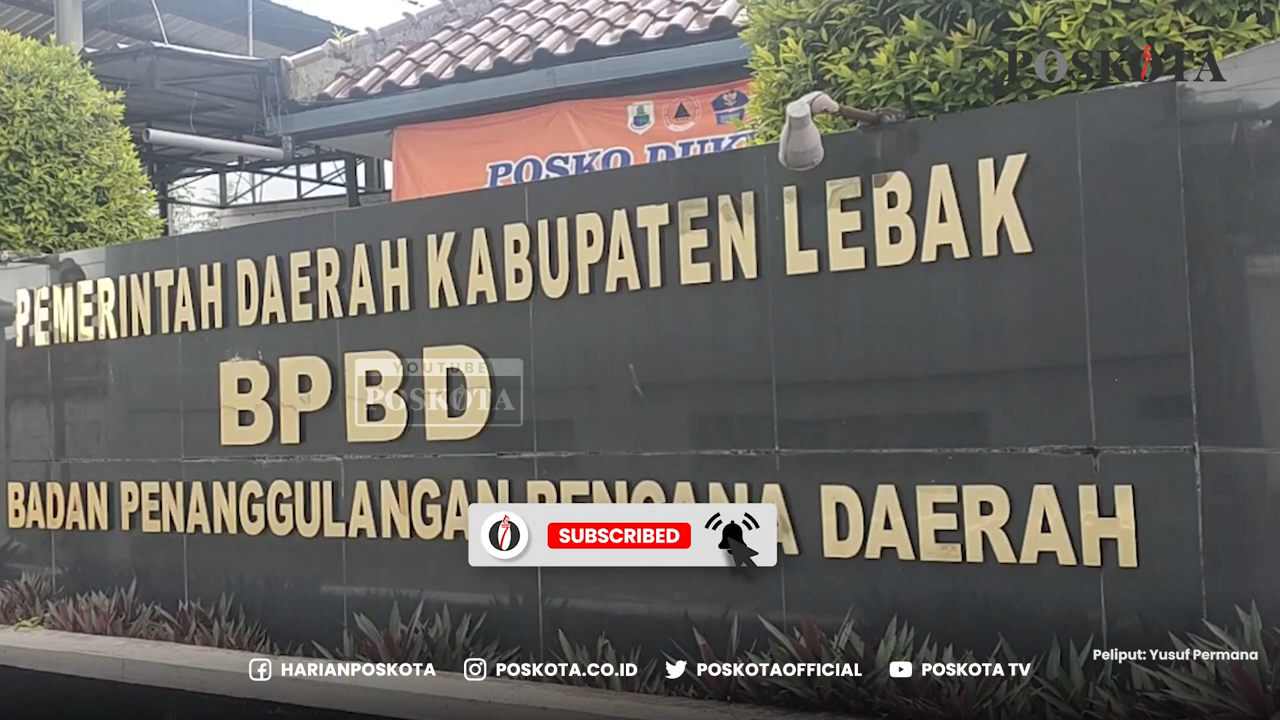 POSKOTA
POSKO
PEMERINTAH DAERAH KABUPATEN LEBAK
BPBD
YOUTUBE
POSKOTA
BADAN PENANGGULANGAN BENCANA DAERAH
SUBSCRIBED
Peliput: Yusuf Permana
HARIANPOSKOTA POSKOTA.CO.ID POSKOTAOFFICIAL POSKOTA TV